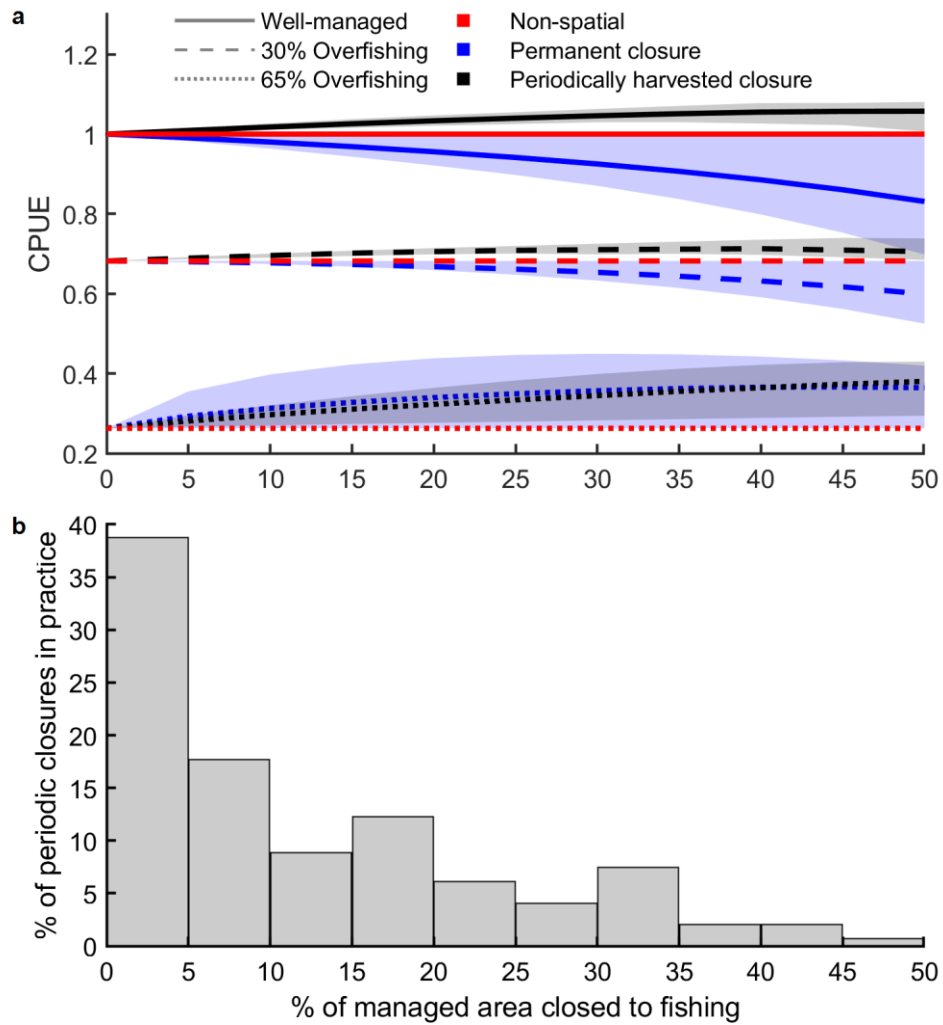 a
Well-managed
Non-spatial
30% Overfishing
Permanent closure
65% Overfishing
Periodically harvested closure
1.2
1
0.8
0.6
0.4
0.2
CPUE
0 5 10 15 20 25 30 35 40 45 50
b
40
35
30
25
20
15
10
5
0
% of periodic closures in practice
0 5 10 15 20 25 30 35 40 45 50
% of managed area closed to fishing